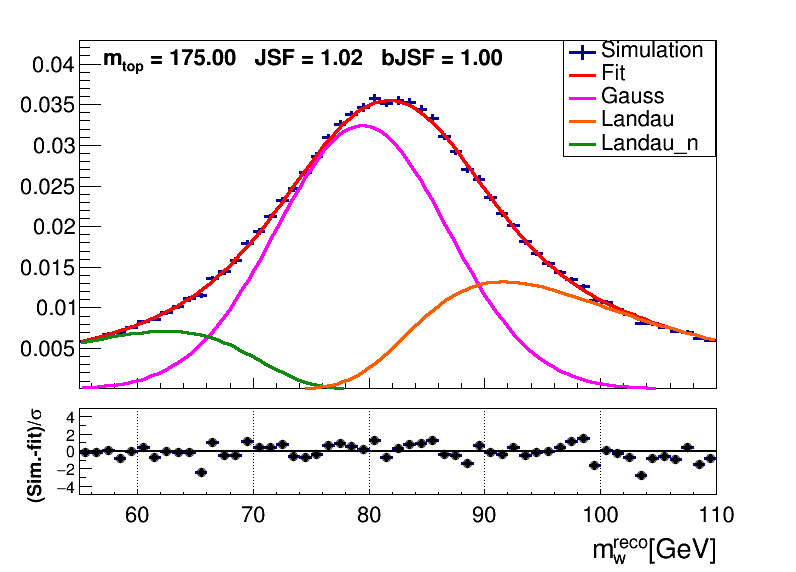 m_top = 175.00 JSF = 1.02 bJSF = 1.00
Simulation
Fit
Gauss
Landau
Landau_n
0.04
0.035
0.03
0.025
0.02
0.015
0.01
0.005
(Sim.-fit)/σ
4
2
0
−2
−4
60 70 80 90 100 110
m_w^reco[GeV]